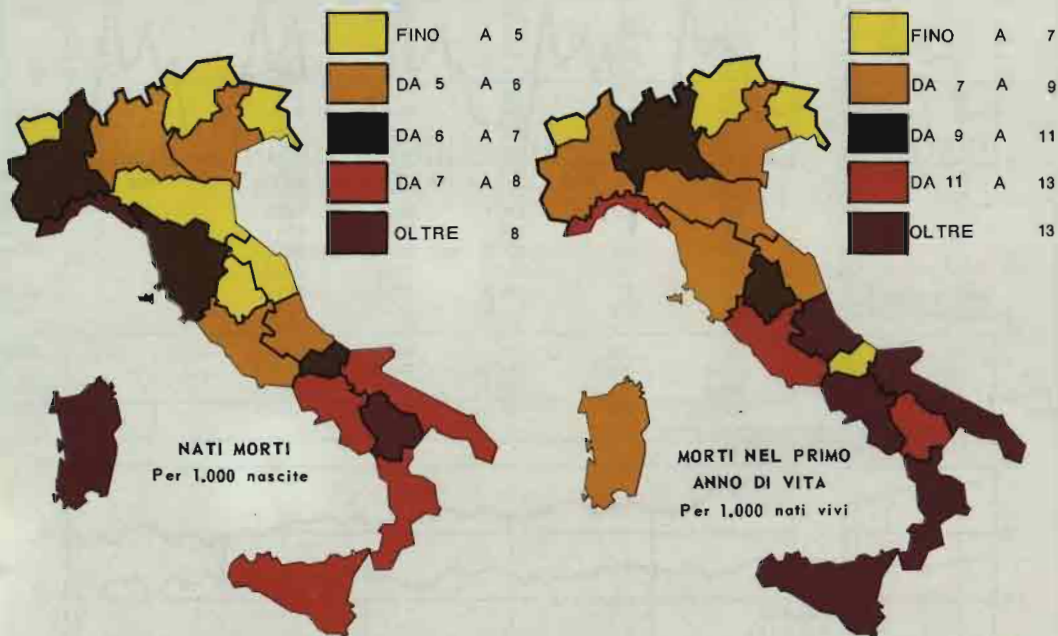 FINO A 5
DA 5 A 6
DA 6 A 7
DA 7 A 8
OLTRE 8
NATI MORTI
Per 1.000 nascite
FINO A 7
DA 7 A 9
DA 9 A 11
DA 11 A 13
OLTRE 13
MORTI NEL PRIMO
ANNO DI VITA
Per 1.000 nati vivi